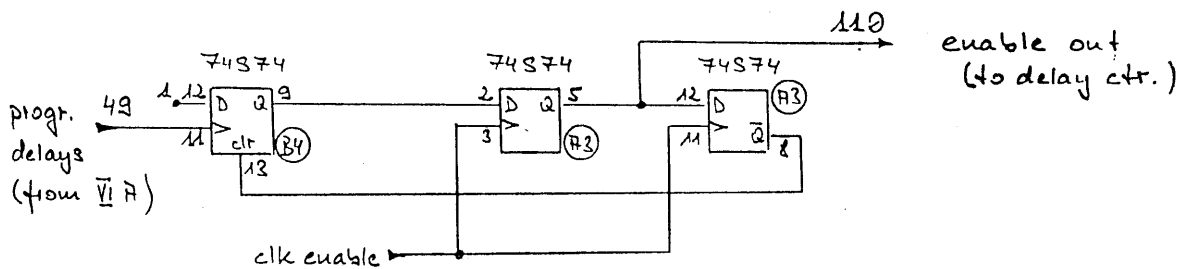 110
enable out
(to delay ctr.)
74S74
74S74
74S74
progr.
delays
(from VI A)
49
1
12
D
Q
9
11
clr
13
B4
2
D
Q
5
3
A3
12
D
11
Q̅
8
A3
clk enable